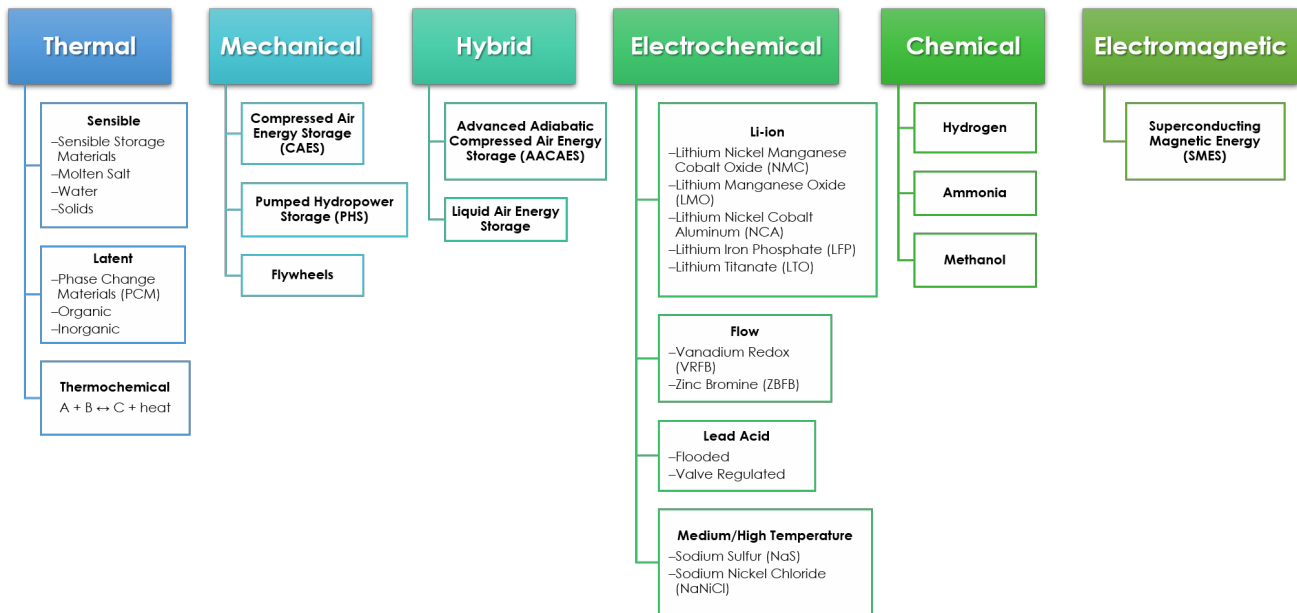 Thermal
Sensible
–Sensible Storage
Materials
–Molten Salt
–Water
–Solids
Latent
–Phase Change
Materials (PCM)
–Organic
–Inorganic
Thermochemical
A + B ↔ C + heat
Mechanical
Compressed Air
Energy Storage
(CAES)
Pumped Hydropower
Storage (PHS)
Flywheels
Hybrid
Advanced Adiabatic
Compressed Air Energy
Storage (AACAES)
Liquid Air Energy
Storage
Electrochemical
Li-ion
–Lithium Nickel Manganese
Cobalt Oxide (NMC)
–Lithium Manganese Oxide
(LMO)
–Lithium Nickel Cobalt
Aluminum (NCA)
–Lithium Iron Phosphate (LFP)
–Lithium Titanate (LTO)
Flow
–Vanadium Redox
(VRFB)
–Zinc Bromine (ZBFB)
Lead Acid
–Flooded
–Valve Regulated
Medium/High Temperature
–Sodium Sulfur (NaS)
–Sodium Nickel Chloride
(NaNiCl)
Chemical
Hydrogen
Ammonia
Methanol
Electromagnetic
Superconducting
Magnetic Energy
(SMES)